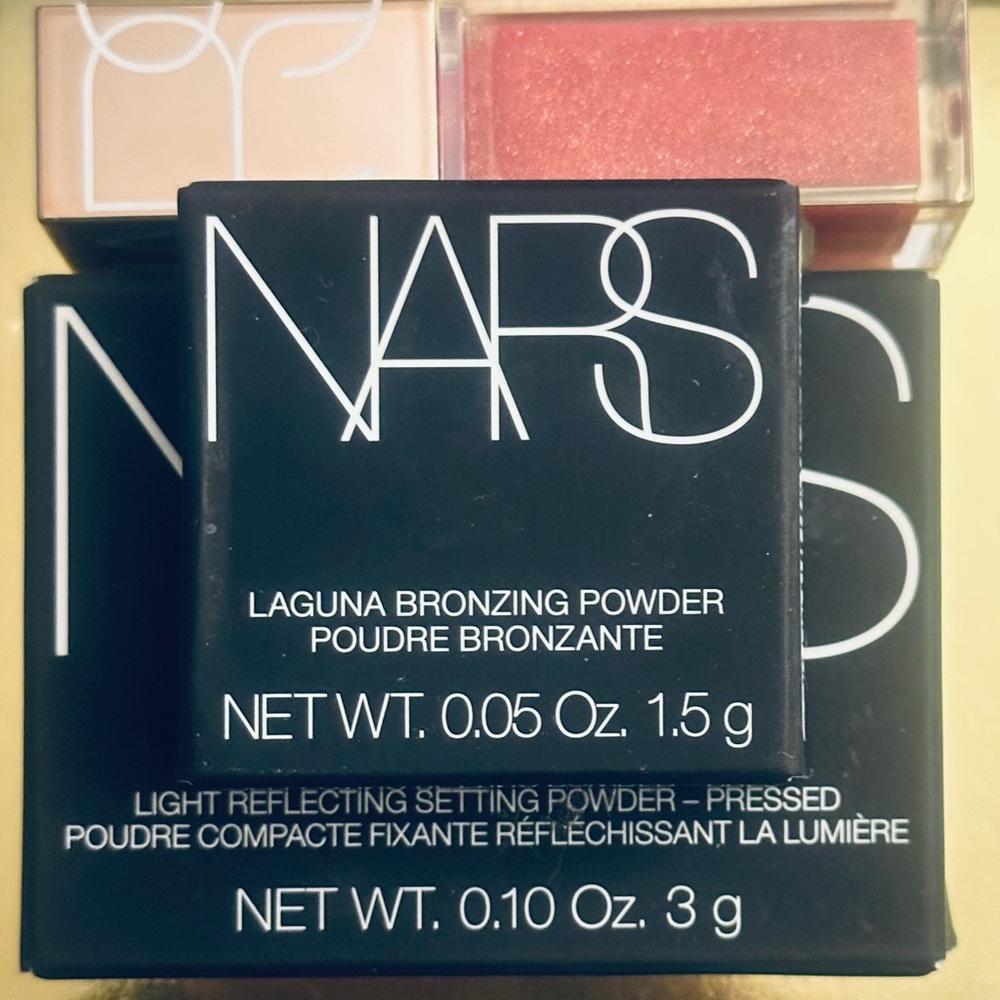 NARS
LAGUNA BRONZING POWDER
POUDRE BRONZANTE
NET WT. 0.05 Oz. 1.5 g
LIGHT REFLECTING SETTING POWDER – PRESSED
POUDRE COMPACTE FIXANTE RÉFLÉCHISSANT LA LUMIÈRE
NET WT. 0.10 Oz. 3 g